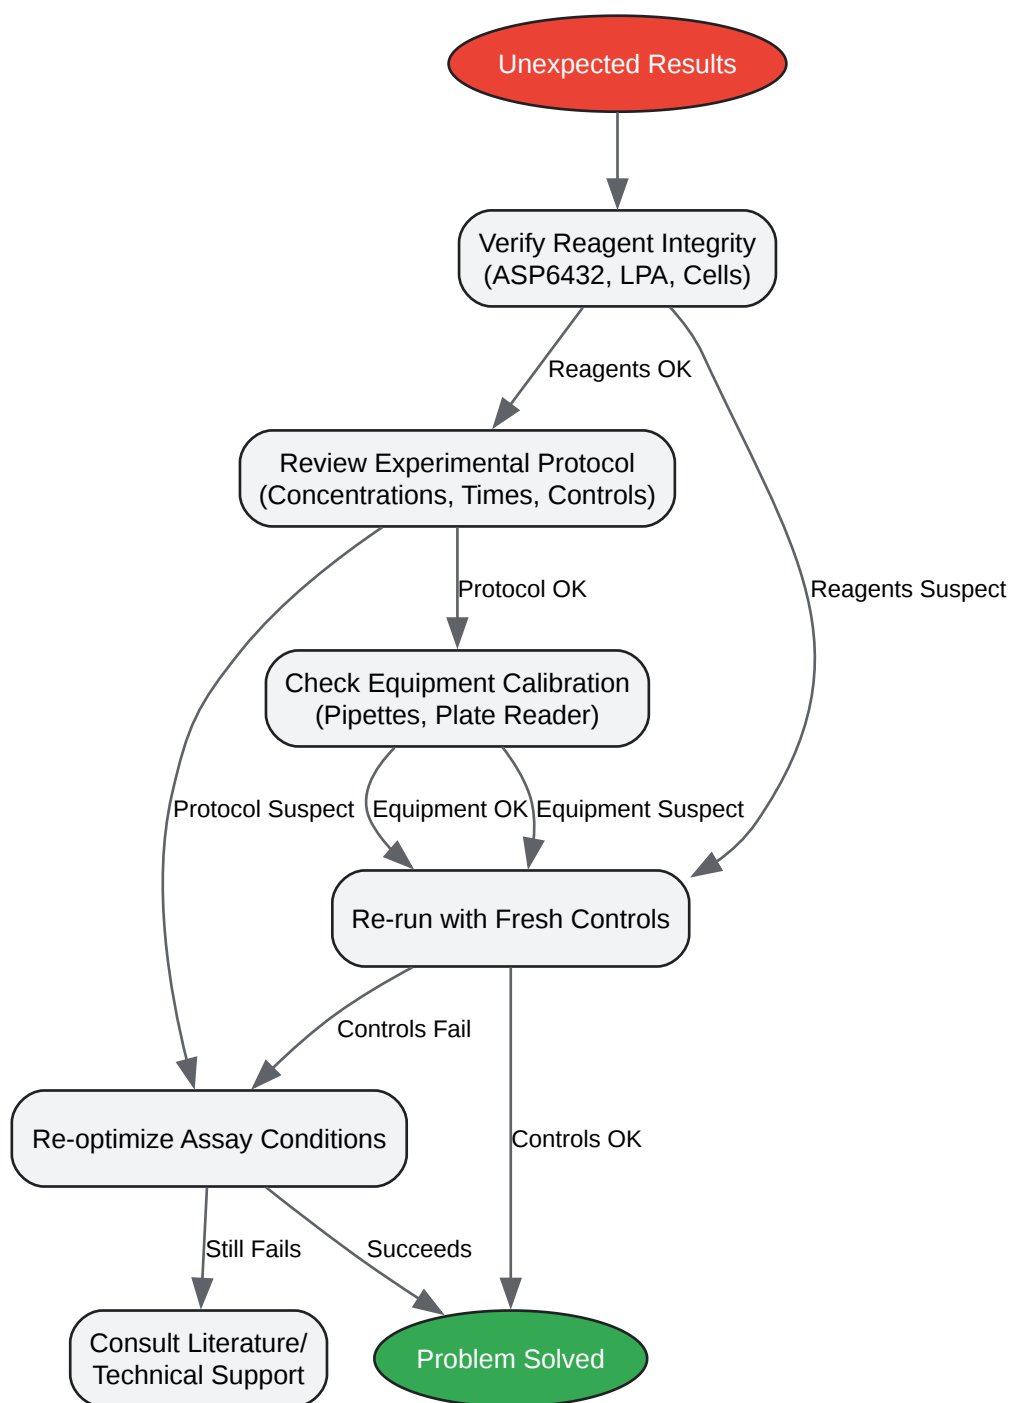 Unexpected Results
Verify Reagent Integrity
(ASP6432, LPA, Cells)
Reagents OK
Review Experimental Protocol
(Concentrations, Times, Controls)
Protocol OK
Reagents Suspect
Check Equipment Calibration
(Pipettes, Plate Reader)
Protocol Suspect
Equipment OK
Equipment Suspect
Re-run with Fresh Controls
Controls Fail
Re-optimize Assay Conditions
Controls OK
Still Fails
Succeeds
Consult Literature/
Technical Support
Problem Solved